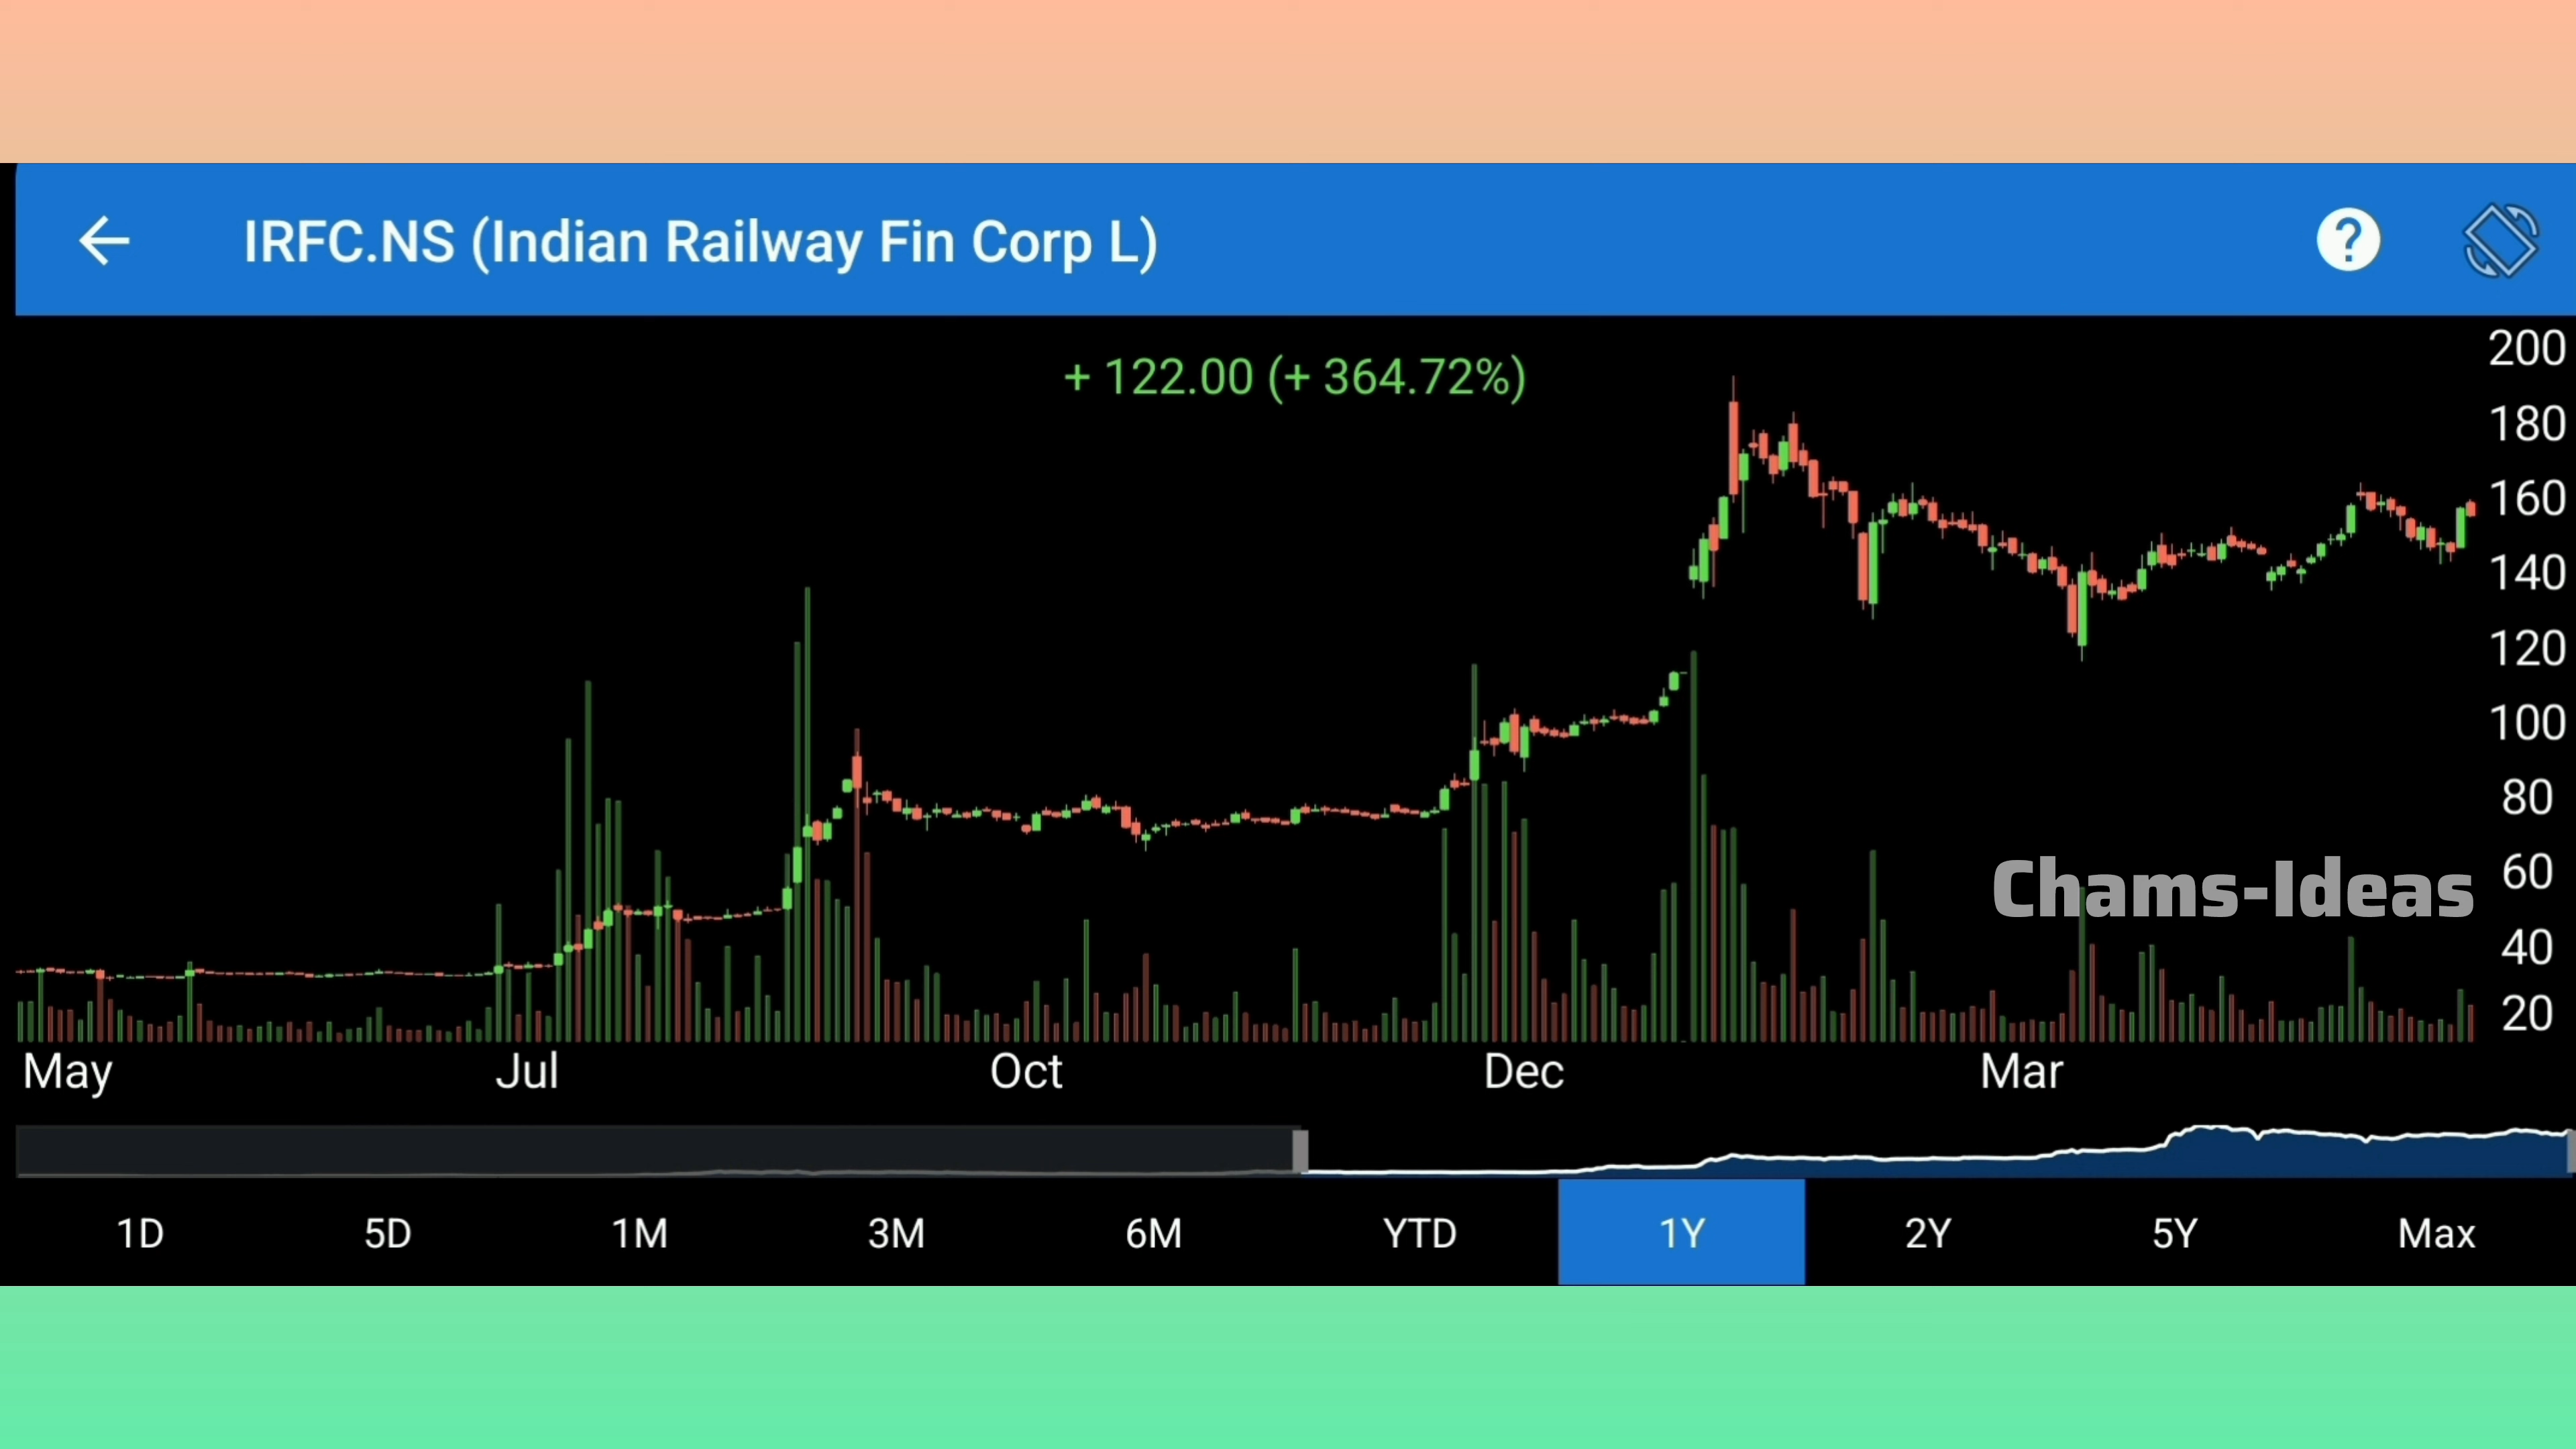 IRFC.NS (Indian Railway Fin Corp L)
?
+ 122.00 (+ 364.72%)
200
180
160
140
120
100
80
60
40
20
Chams-Ideas
May Jul Oct Dec Mar
1D 5D 1M 3M 6M YTD 1Y 2Y 5Y Max